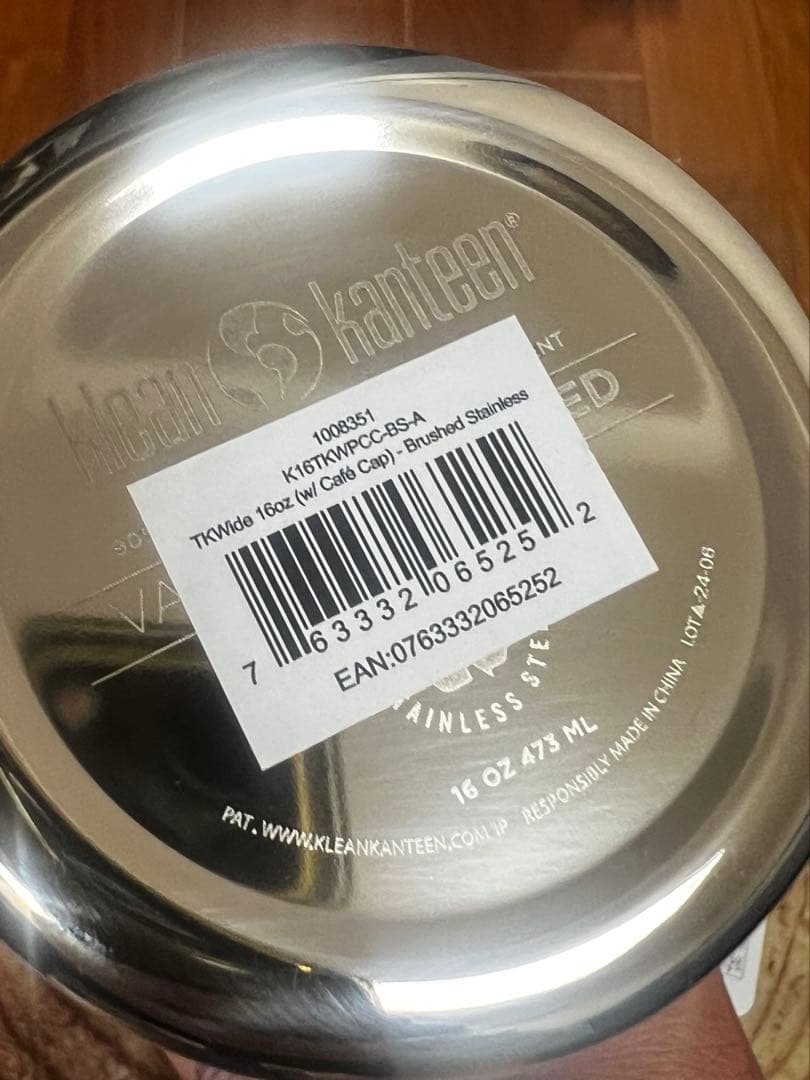 klean kanteen®
1008351
K16TKWPCC-BS-A
TKWide 16oz (w/ Café Cap) - Brushed Stainless
7 63332 06525 2
EAN:0763332065252
16 OZ 473 ML
PAT. WWW.KLEANKANTEEN.COM/IP RESPONSIBLY MADE IN CHINA LOT▲-24-06